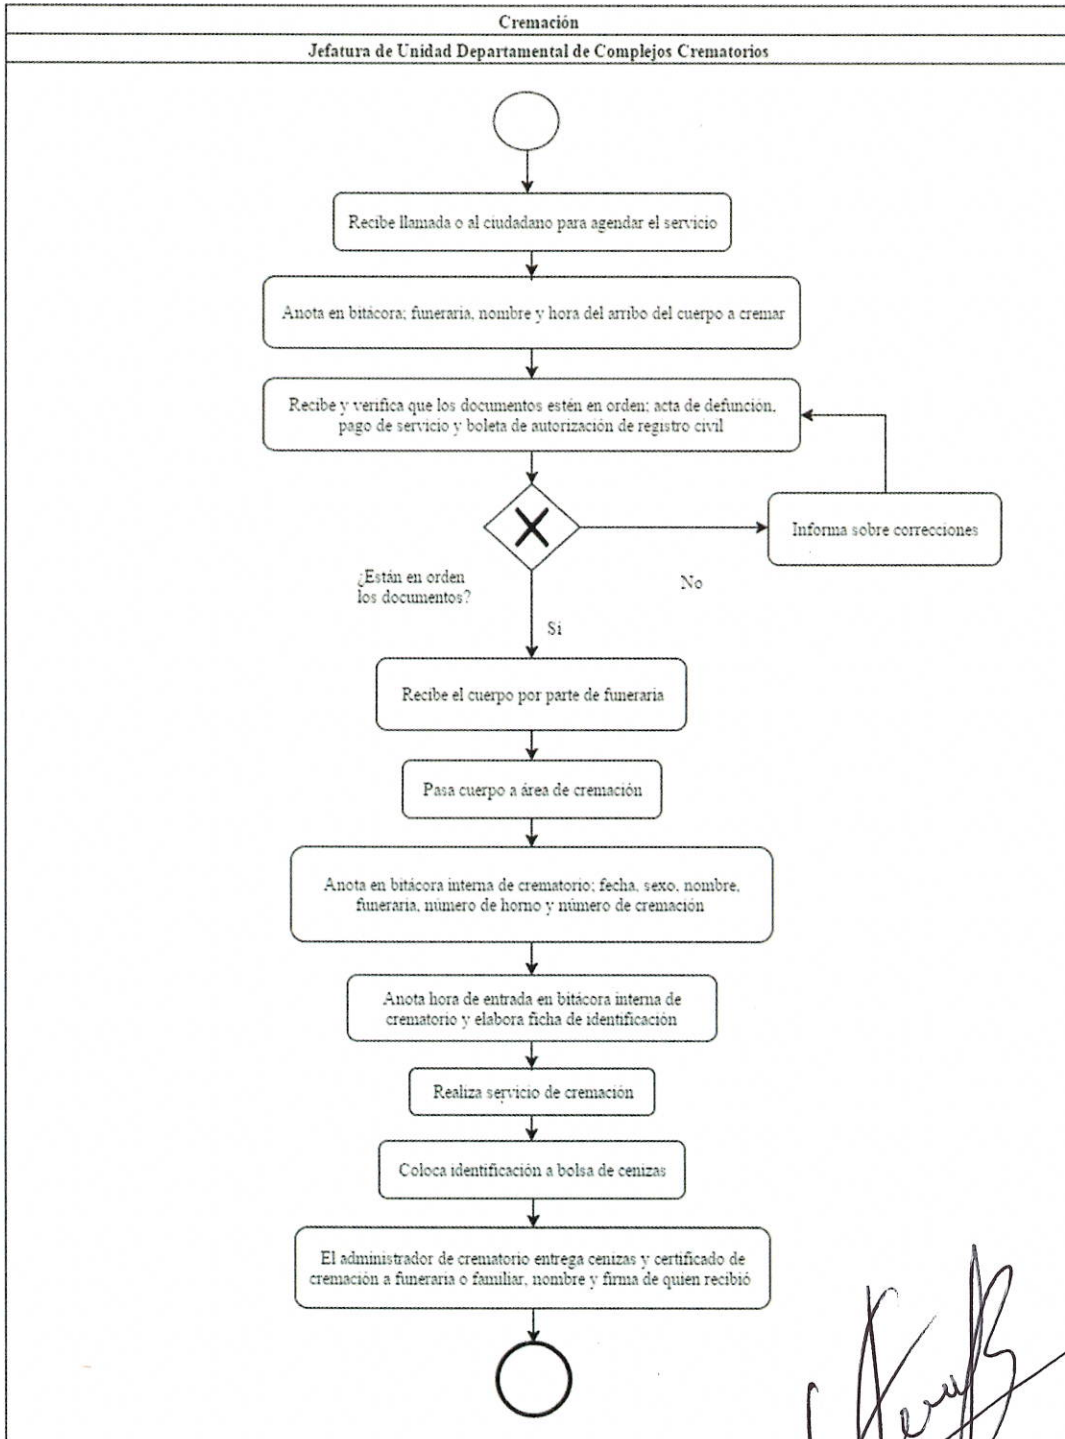 Cremación
Jefatura de Unidad Departamental de Complejos Crematorios
Recibe llamada o al ciudadano para agendar el servicio
Anota en bitácora; funeraria, nombre y hora del arribo del cuerpo a cremar
Recibe y verifica que los documentos estén en orden; acta de defunción,
pago de servicio y boleta de autorización de registro civil
Informa sobre correcciones
¿Están en orden
los documentos?
No
Sí
Recibe el cuerpo por parte de funeraria
Pasa cuerpo a área de cremación
Anota en bitácora interna de crematorio; fecha, sexo, nombre,
funeraria, número de horno y número de cremación
Anota hora de entrada en bitácora interna de
crematorio y elabora ficha de identificación
Realiza servicio de cremación
Coloca identificación a bolsa de cenizas
El administrador de crematorio entrega cenizas y certificado de
cremación a funeraria o familiar, nombre y firma de quien recibió